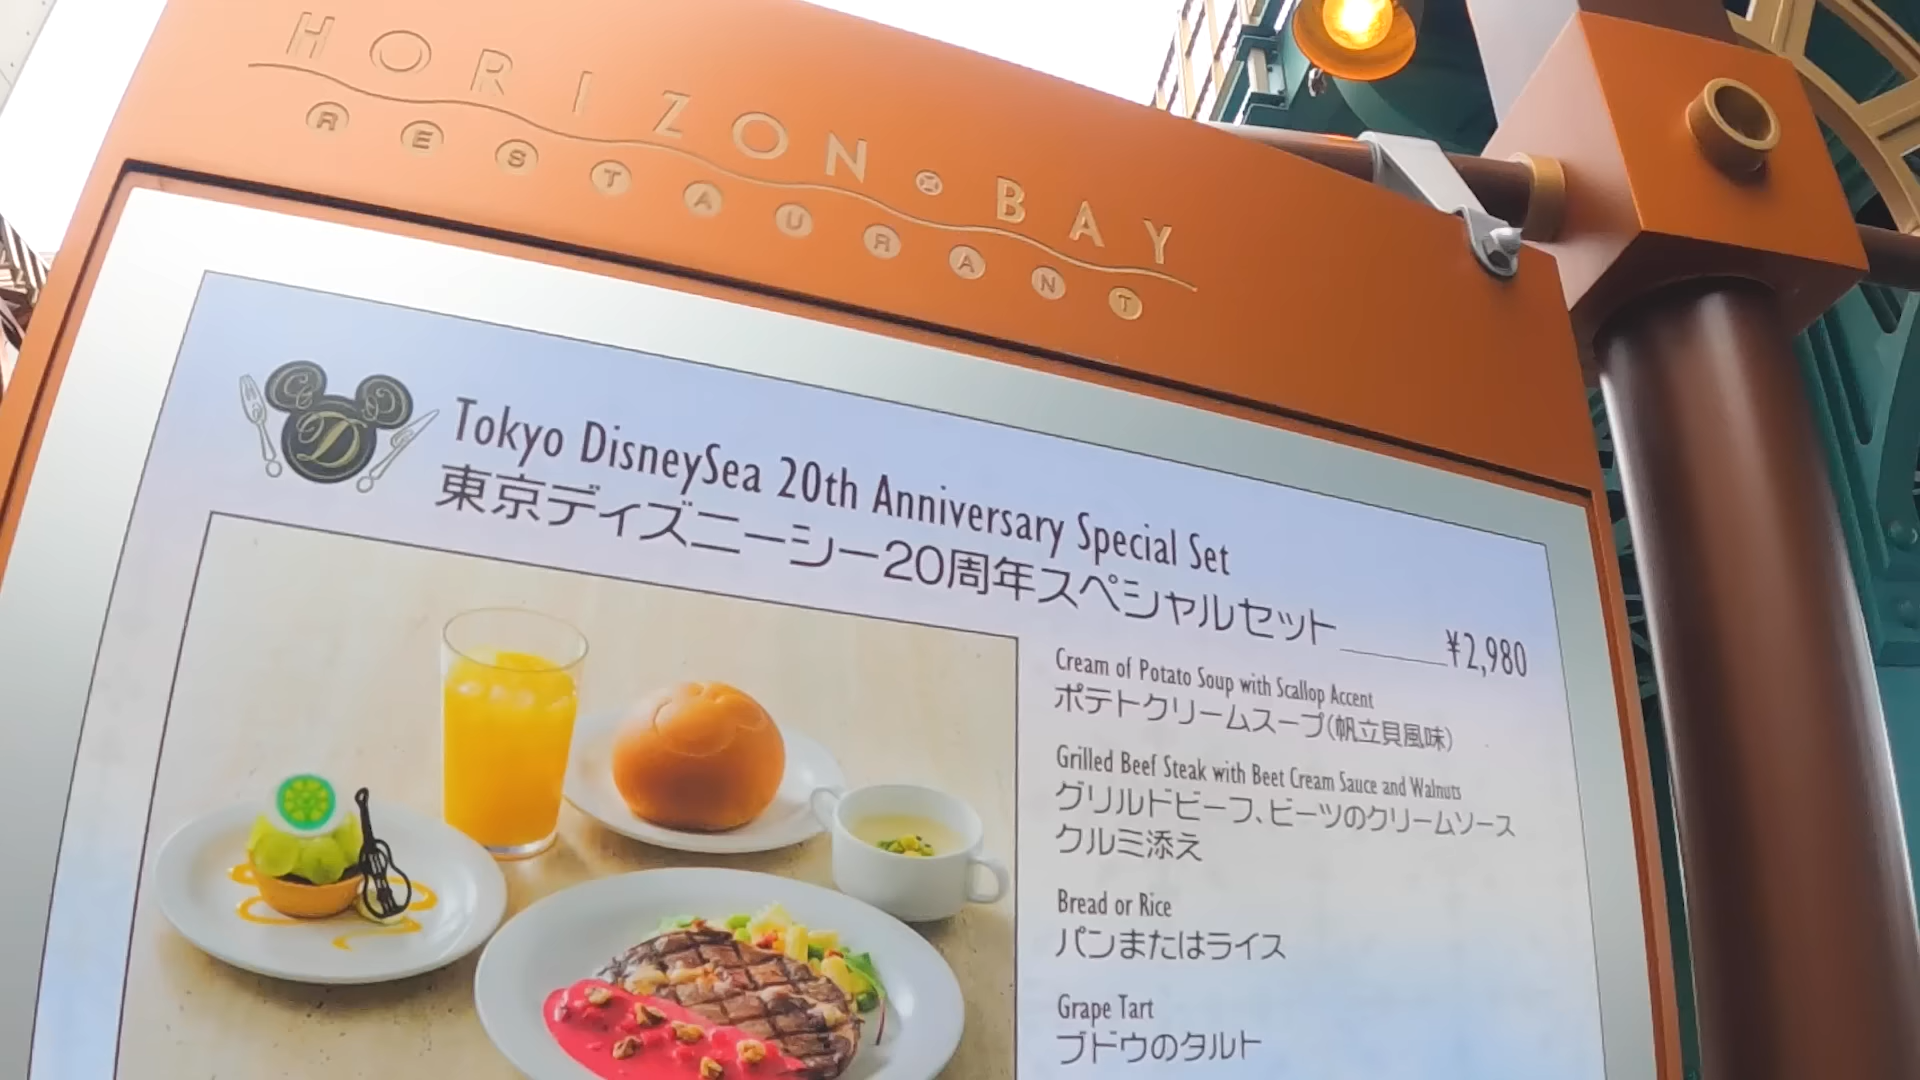 HORIZON BAY
RESTAURANT
Tokyo DisneySea 20th Anniversary Special Set
東京ディズニーシー20周年スペシャルセット ¥2,980
Cream of Potato Soup with Scallop Accent
ポテトクリームスープ(帆立貝風味)
Grilled Beef Steak with Beet Cream Sauce and Walnuts
グリルドビーフ、ビーツのクリームソース
クルミ添え
Bread or Rice
パンまたはライス
Grape Tart
ブドウのタルト